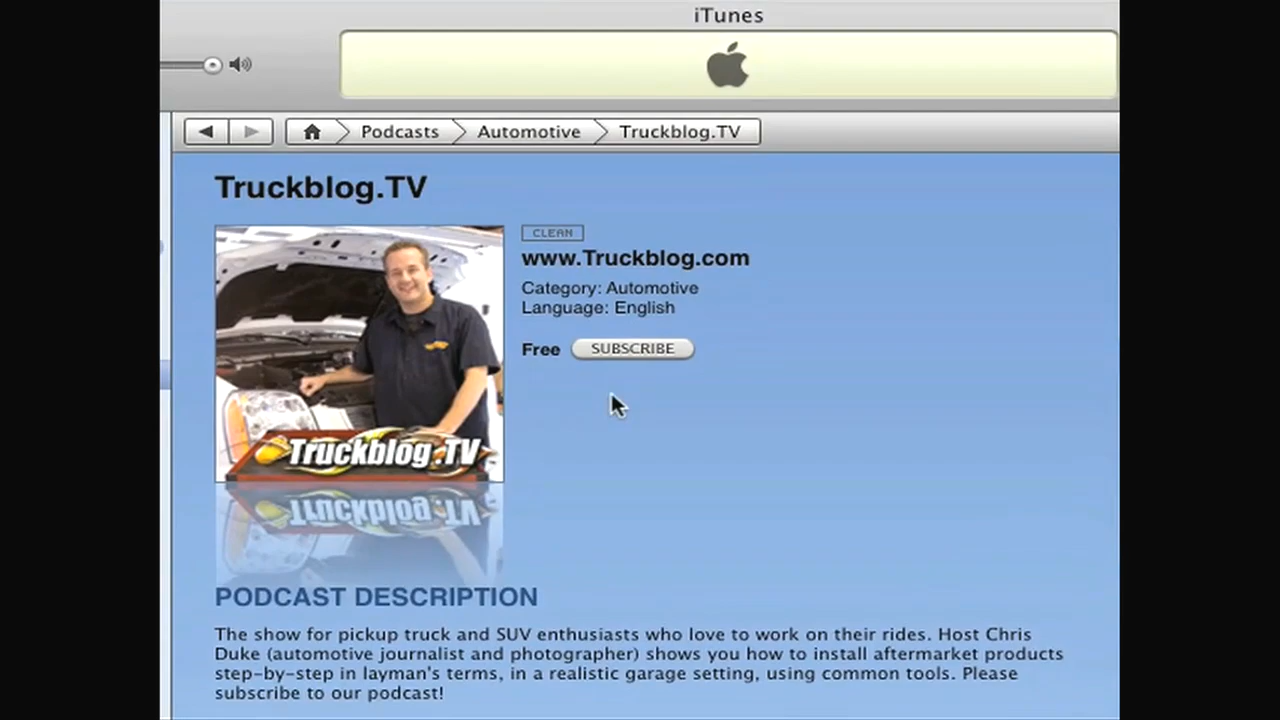 iTunes
Podcasts
Automotive
Truckblog.TV
Truckblog.TV
CLEAN
www.Truckblog.com
Category: Automotive
Language: English
Free
SUBSCRIBE
Truckblog.TV
PODCAST DESCRIPTION
The show for pickup truck and SUV enthusiasts who love to work on their rides. Host Chris
Duke (automotive journalist and photographer) shows you how to install aftermarket products
step-by-step in layman's terms, in a realistic garage setting, using common tools. Please
subscribe to our podcast!